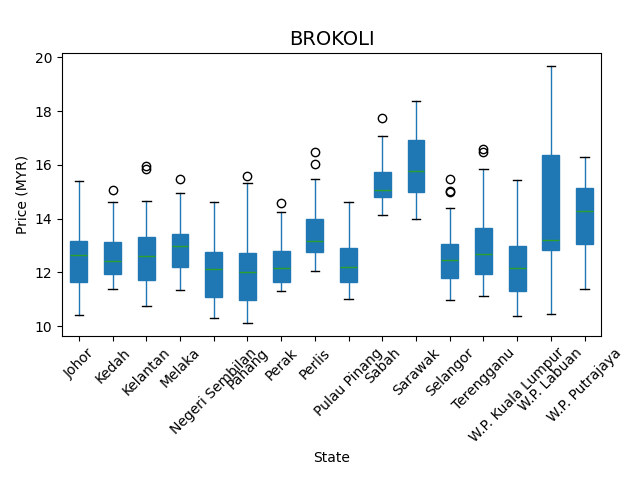 BROKOLI
Price (MYR)
20
18
16
14
12
10
Johor
Kedah
Kelantan
Melaka
Negeri Sembilan
Pahang
Perak
Perlis
Pulau Pinang
Sabah
Sarawak
Selangor
Terengganu
W.P. Kuala Lumpur
W.P. Labuan
W.P. Putrajaya
State